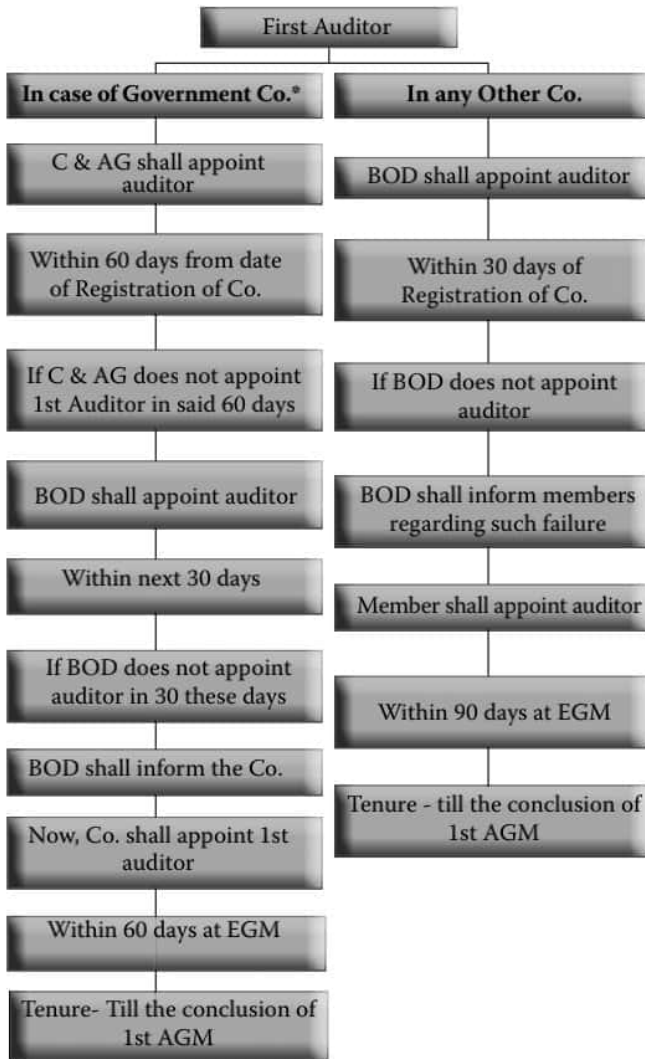 First Auditor
In case of Government Co.*
C & AG shall appoint
auditor
Within 60 days from date
of Registration of Co.
If C & AG does not appoint
1st Auditor in said 60 days
BOD shall appoint auditor
Within next 30 days
If BOD does not appoint
auditor in 30 these days
BOD shall inform the Co.
Now, Co. shall appoint 1st
auditor
Within 60 days at EGM
Tenure- Till the conclusion of
1st AGM
In any Other Co.
BOD shall appoint auditor
Within 30 days of
Registration of Co.
If BOD does not appoint
auditor
BOD shall inform members
regarding such failure
Member shall appoint auditor
Within 90 days at EGM
Tenure - till the conclusion of
1st AGM